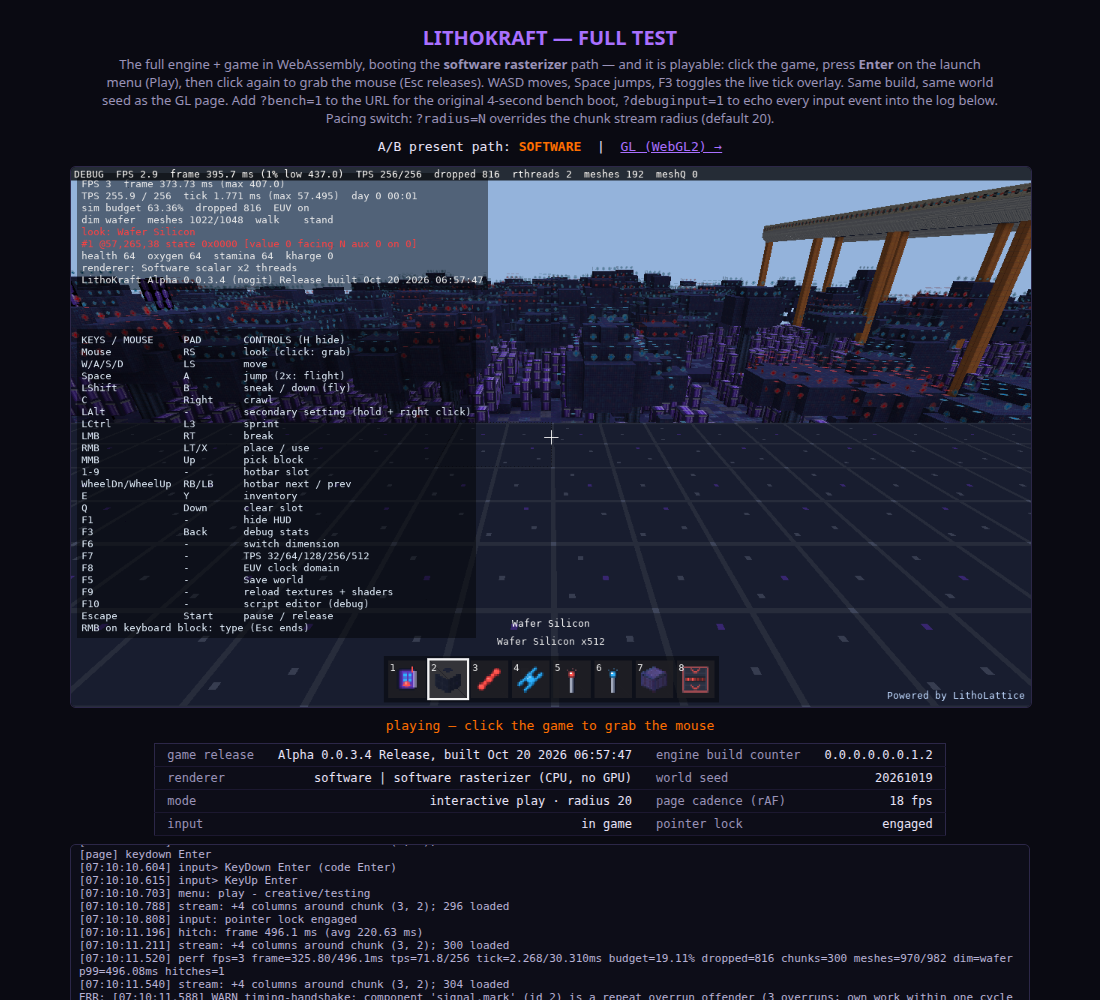 LITHOKRAFT — FULL TEST
The full engine + game in WebAssembly, booting the software rasterizer path — and it is playable: click the game, press Enter on the launch
menu (Play), then click again to grab the mouse (Esc releases). WASD moves, Space jumps, F3 toggles the live tick overlay. Same build, same world
seed as the GL page. Add ?bench=1 to the URL for the original 4-second bench boot, ?debuginput=1 to echo every input event into the log below.
Pacing switch: ?radius=N overrides the chunk stream radius (default 20).
A/B present path: SOFTWARE | GL (WebGL2) →
DEBUG FPS 2.9 frame 395.7 ms (1% low 437.0) TPS 256/256 dropped 816 rthreads 2 meshes 192 meshQ 0
FPS 3 frame 373.73 ms (max 407.0)
TPS 255.9 / 256 tick 1.771 ms (max 57.495) day 0 00:01
sim budget 63.36% dropped 816 EUV on
dim wafer meshes 1022/1048 walk stand
look: Wafer Silicon
#1 @57,265,38 state 0x0000 [value 0 facing N aux 0 on 0]
health 64 oxygen 64 stamina 64 kharge 0
renderer: Software scalar x2 threads
LithoKraft Alpha 0.0.3.4 (nogit) Release built Oct 20 2026 06:57:47
KEYS / MOUSE PAD CONTROLS (H hide)
Mouse RS look (click: grab)
W/A/S/D LS move
Space A jump (2x: flight)
LShift B sneak / down (fly)
C Right crawl
LAlt - secondary setting (hold + right click)
LCtrl L3 sprint
LMB RT break
RMB LT/X place / use
MMB Up pick block
1-9 - hotbar slot
WheelDn/WheelUp RB/LB hotbar next / prev
E Y inventory
Q Down clear slot
F1 - hide HUD
F3 Back debug stats
F6 - switch dimension
F7 - TPS 32/64/128/256/512
F8 - EUV clock domain
F5 - Save world
F9 - reload textures + shaders
F10 - script editor (debug)
Escape Start pause / release
RMB on keyboard block: type (Esc ends)
Wafer Silicon
Wafer Silicon x512
1 2 3 4 5 6 7 8
Powered by LithoLattice
playing — click the game to grab the mouse
game release Alpha 0.0.3.4 Release, built Oct 20 2026 06:57:47 engine build counter 0.0.0.0.0.0.1.2
renderer software | software rasterizer (CPU, no GPU) world seed 20261019
mode interactive play · radius 20 page cadence (rAF) 18 fps
input in game pointer lock engaged
[page] keydown Enter
[07:10:10.604] input> KeyDown Enter (code Enter)
[07:10:10.615] input> KeyUp Enter
[07:10:10.703] menu: play - creative/testing
[07:10:10.788] stream: +4 columns around chunk (3, 2); 296 loaded
[07:10:10.808] input: pointer lock engaged
[07:10:11.196] hitch: frame 496.1 ms (avg 220.63 ms)
[07:10:11.211] stream: +4 columns around chunk (3, 2); 300 loaded
[07:10:11.520] perf fps=3 frame=325.80/496.1ms tps=71.8/256 tick=2.268/30.310ms budget=19.11% dropped=816 chunks=300 meshes=970/982 dim=wafer
p99=496.08ms hitches=1
[07:10:11.540] stream: +4 columns around chunk (3, 2); 304 loaded
ERR: [07:10:11.588] WARN timing-handshake: component 'signal.mark' (id 2) is a repeat overrun offender (3 overruns; own work within one cycle